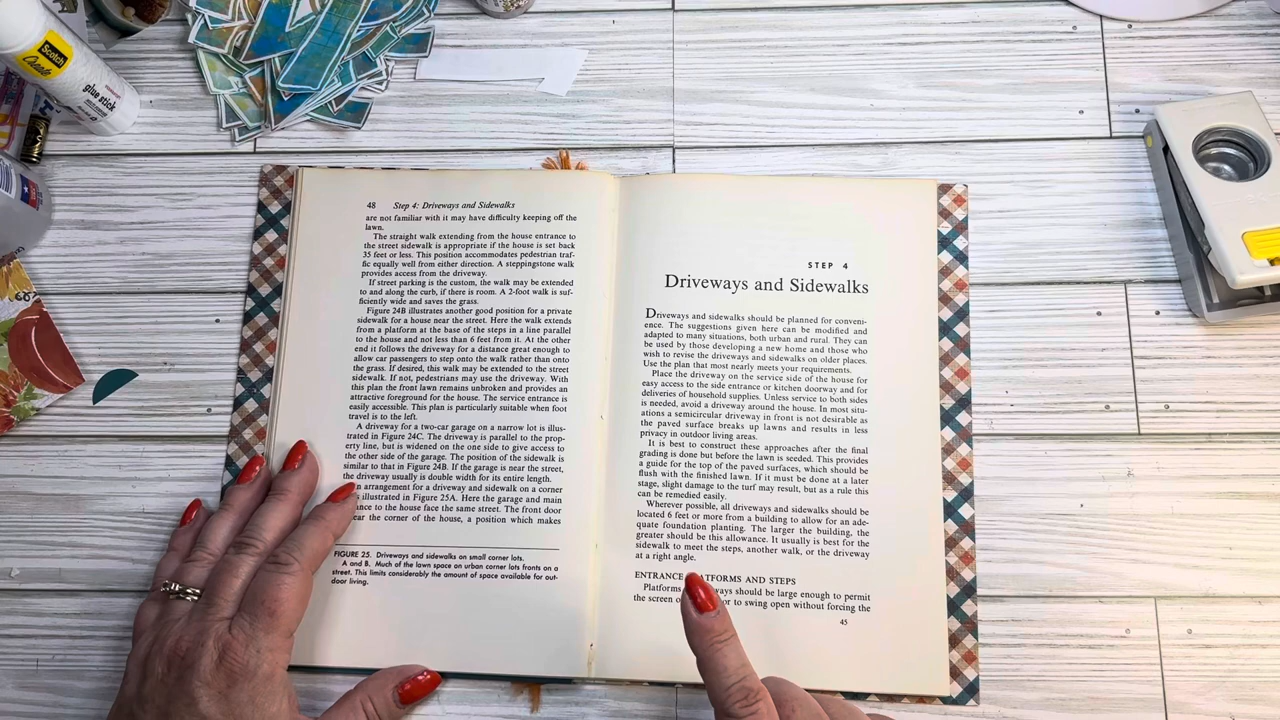 Scotch
Create
glue stick
48 Step 4: Driveways and Sidewalks
are not familiar with it may have difficulty keeping off the
lawn.
The straight walk extending from the house entrance to
the street sidewalk is appropriate if the house is set back
35 feet or less. This position accommodates pedestrian traf-
fic equally well from either direction. A steppingstone walk
provides access from the driveway.
If street parking is the custom, the walk may be extended
to and along the curb, if there is room. A 2-foot walk is suf-
ficiently wide and saves the grass.
Figure 24B illustrates another good position for a private
sidewalk for a house near the street. Here the walk extends
from a platform at the base of the steps in a line parallel
to the house and not less than 6 feet from it. At the other
end it follows the driveway for a distance great enough to
allow car passengers to step onto the walk rather than onto
the grass. If desired, this walk may be extended to the street
sidewalk. If not, pedestrians may use the driveway. With
this plan the front lawn remains unbroken and provides an
attractive foreground for the house. The service entrance is
easily accessible. This plan is particularly suitable when foot
travel is to the left.
A driveway for a two-car garage on a narrow lot is illus-
trated in Figure 24C. The driveway is parallel to the prop-
erty line, but is widened on the one side to give access to
the other side of the garage. The position of the sidewalk is
similar to that in Figure 24B. If the garage is near the street,
the driveway usually is double width for its entire length.
n arrangement for a driveway and sidewalk on a corner
illustrated in Figure 25A. Here the garage and main
ance to the house face the same street. The front door
ear the corner of the house, a position which makes
FIGURE 25. Driveways and sidewalks on small corner lots.
A and B. Much of the lawn space on urban corner lots fronts on a
street. This limits considerably the amount of space available for out-
door living.
STEP 4
Driveways and Sidewalks
Driveways and sidewalks should be planned for conveni-
ence. The suggestions given here can be modified and
adapted to many situations, both urban and rural. They can
be used by those developing a new home and those who
wish to revise the driveways and sidewalks on older places.
Use the plan that most nearly meets your requirements.
Place the driveway on the service side of the house for
easy access to the side entrance or kitchen doorway and for
deliveries of household supplies. Unless service to both sides
is needed, avoid a driveway around the house. In most situ-
ations a semicircular driveway in front is not desirable as
the paved surface breaks up lawns and results in less
privacy in outdoor living areas.
It is best to construct these approaches after the final
grading is done but before the lawn is seeded. This provides
a guide for the top of the paved surfaces, which should be
flush with the finished lawn. If it must be done at a later
stage, slight damage to the turf may result, but as a rule this
can be remedied easily.
Wherever possible, all driveways and sidewalks should be
located 6 feet or more from a building to allow for an ade-
quate foundation planting. The larger the building, the
greater should be this allowance. It usually is best for the
sidewalk to meet the steps, another walk, or the driveway
at a right angle.
ENTRANCE ATFORMS AND STEPS
Platforms ways should be large enough to permit
the screen or to swing open without forcing the
45